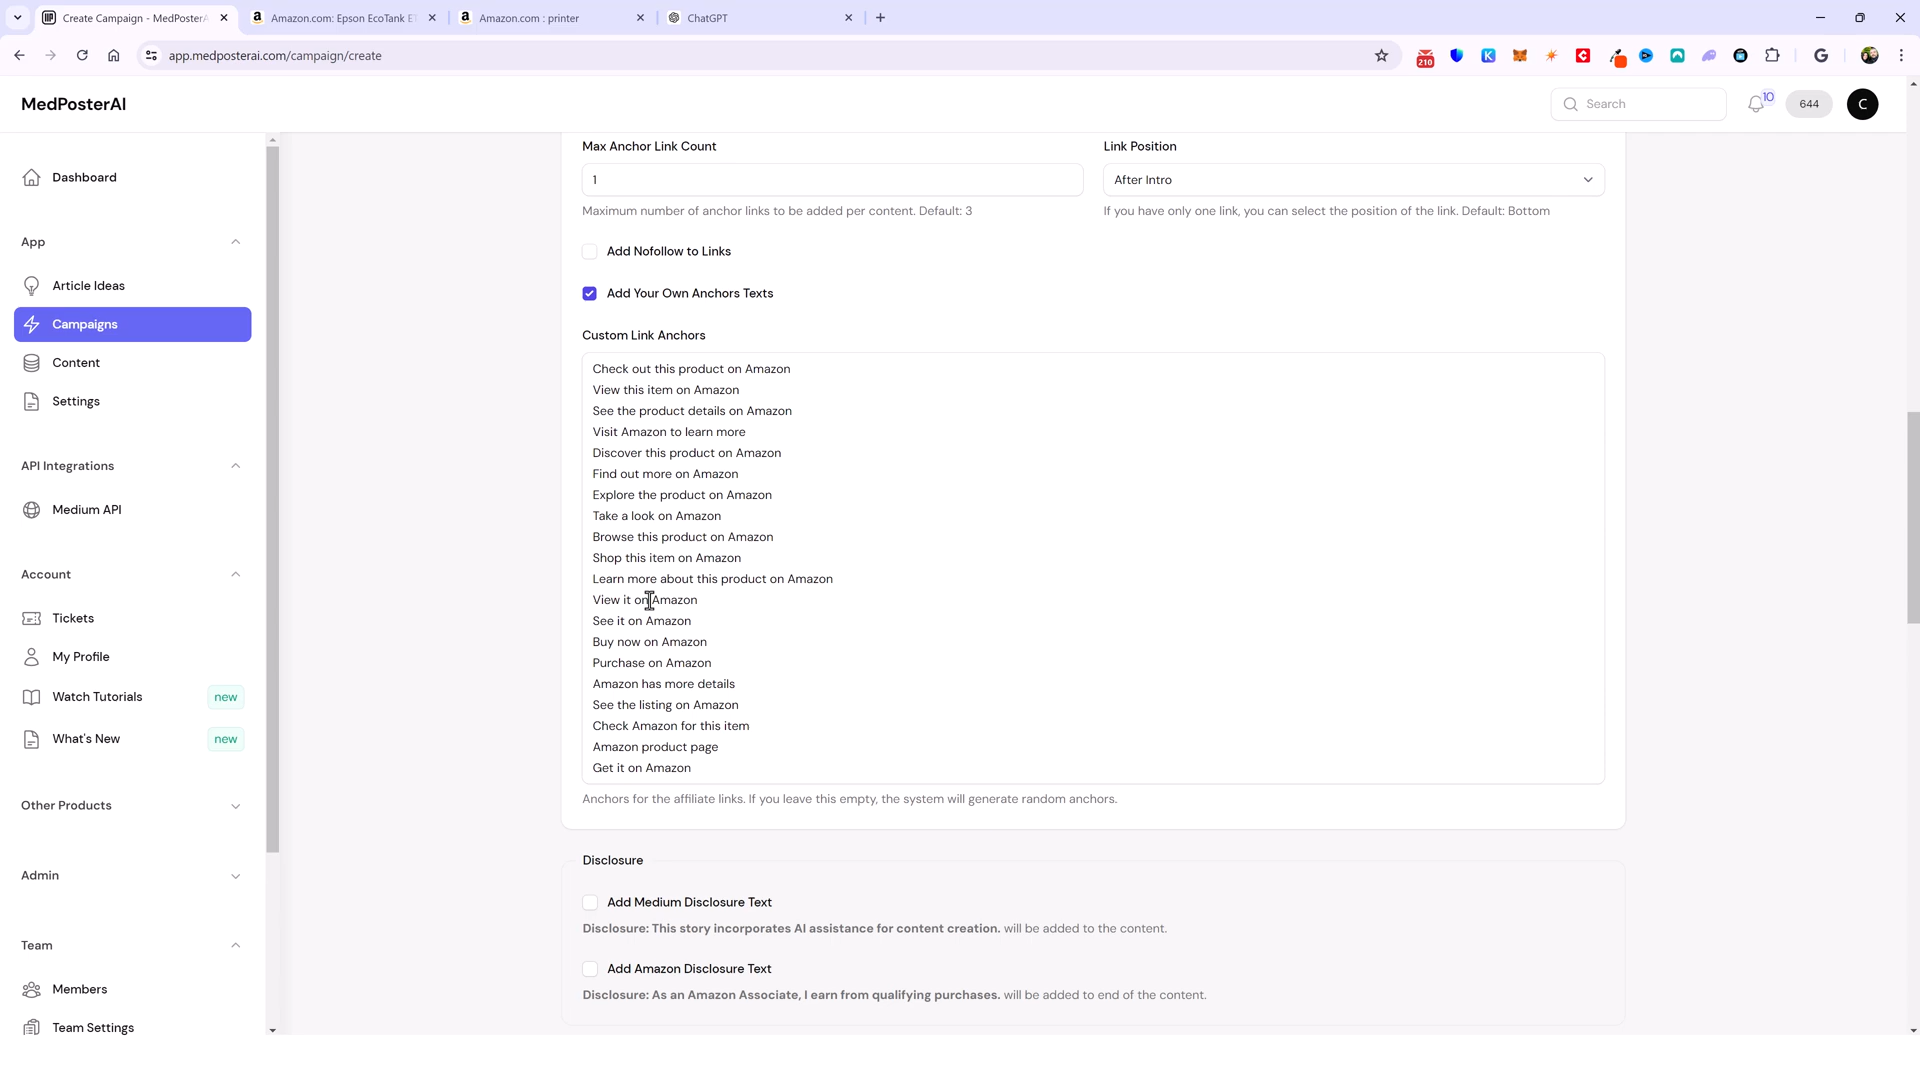 Create Campaign - MedPosterA
Amazon.com: Epson EcoTank ET
Amazon.com : printer
ChatGPT
app.medposterai.com/campaign/create
210
MedPosterAI
Search
10
644
C
Dashboard
App
Article Ideas
Campaigns
Content
Settings
API Integrations
Medium API
Account
Tickets
My Profile
Watch Tutorials
new
What's New
new
Other Products
Admin
Team
Members
Team Settings
Max Anchor Link Count
1
Maximum number of anchor links to be added per content. Default: 3
Link Position
After Intro
If you have only one link, you can select the position of the link. Default: Bottom
Add Nofollow to Links
Add Your Own Anchors Texts
Custom Link Anchors
Check out this product on Amazon
View this item on Amazon
See the product details on Amazon
Visit Amazon to learn more
Discover this product on Amazon
Find out more on Amazon
Explore the product on Amazon
Take a look on Amazon
Browse this product on Amazon
Shop this item on Amazon
Learn more about this product on Amazon
View it on Amazon
See it on Amazon
Buy now on Amazon
Purchase on Amazon
Amazon has more details
See the listing on Amazon
Check Amazon for this item
Amazon product page
Get it on Amazon
Anchors for the affiliate links. If you leave this empty, the system will generate random anchors.
Disclosure
Add Medium Disclosure Text
Disclosure: This story incorporates AI assistance for content creation. will be added to the content.
Add Amazon Disclosure Text
Disclosure: As an Amazon Associate, I earn from qualifying purchases. will be added to end of the content.